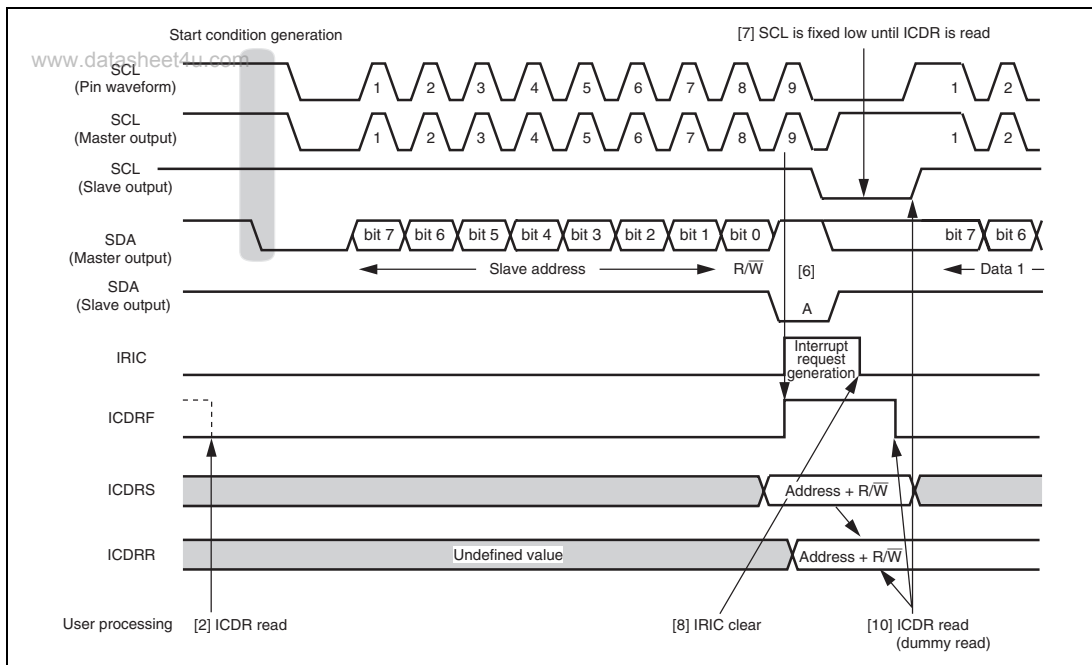 Start condition generation
[7] SCL is fixed low until ICDR is read
www.datasheet4u.com
SCL
(Pin waveform)
1 2 3 4 5 6 7 8 9 1 2
SCL
(Master output)
1 2 3 4 5 6 7 8 9 1 2
SCL
(Slave output)
SDA
(Master output)
bit 7 bit 6 bit 5 bit 4 bit 3 bit 2 bit 1 bit 0 bit 7 bit 6
Slave address R/W̅ [6] Data 1
SDA
(Slave output)
A
IRIC
Interrupt
request
generation
ICDRF
ICDRS
Address + R/W̅
ICDRR
Undefined value
Address + R/W̅
User processing
[2] ICDR read
[8] IRIC clear
[10] ICDR read
(dummy read)